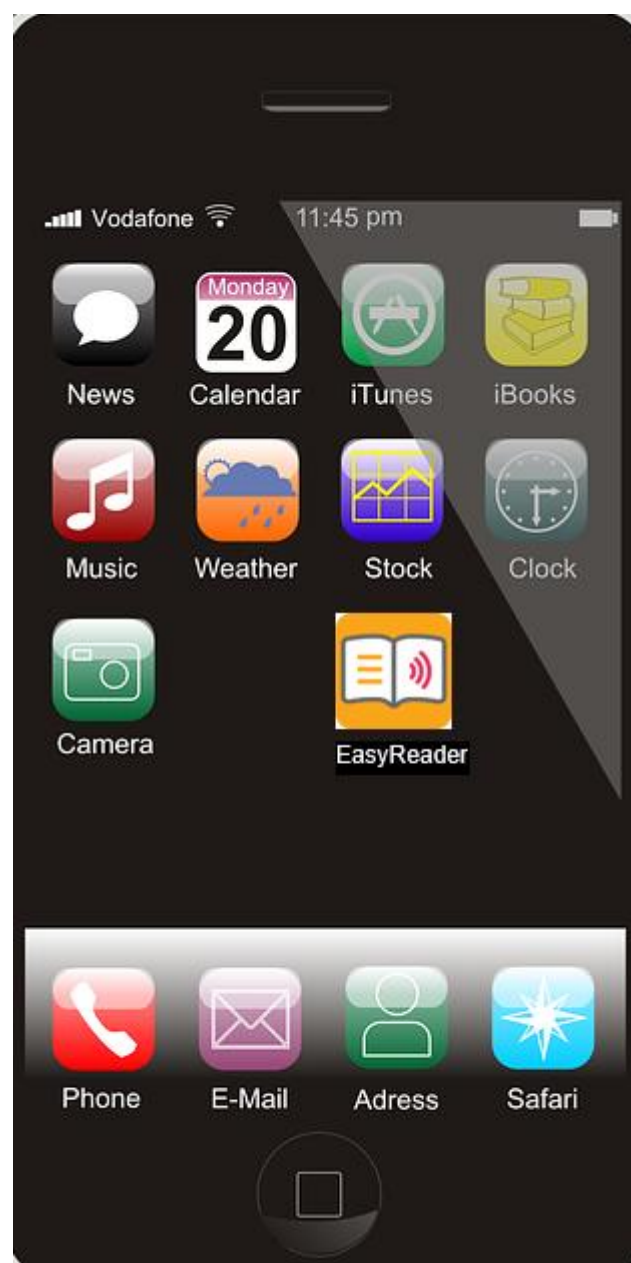 Vodafone 11:45 pm
Monday
20
News Calendar iTunes iBooks
Music Weather Stock Clock
Camera EasyReader
Phone E-Mail Adress Safari